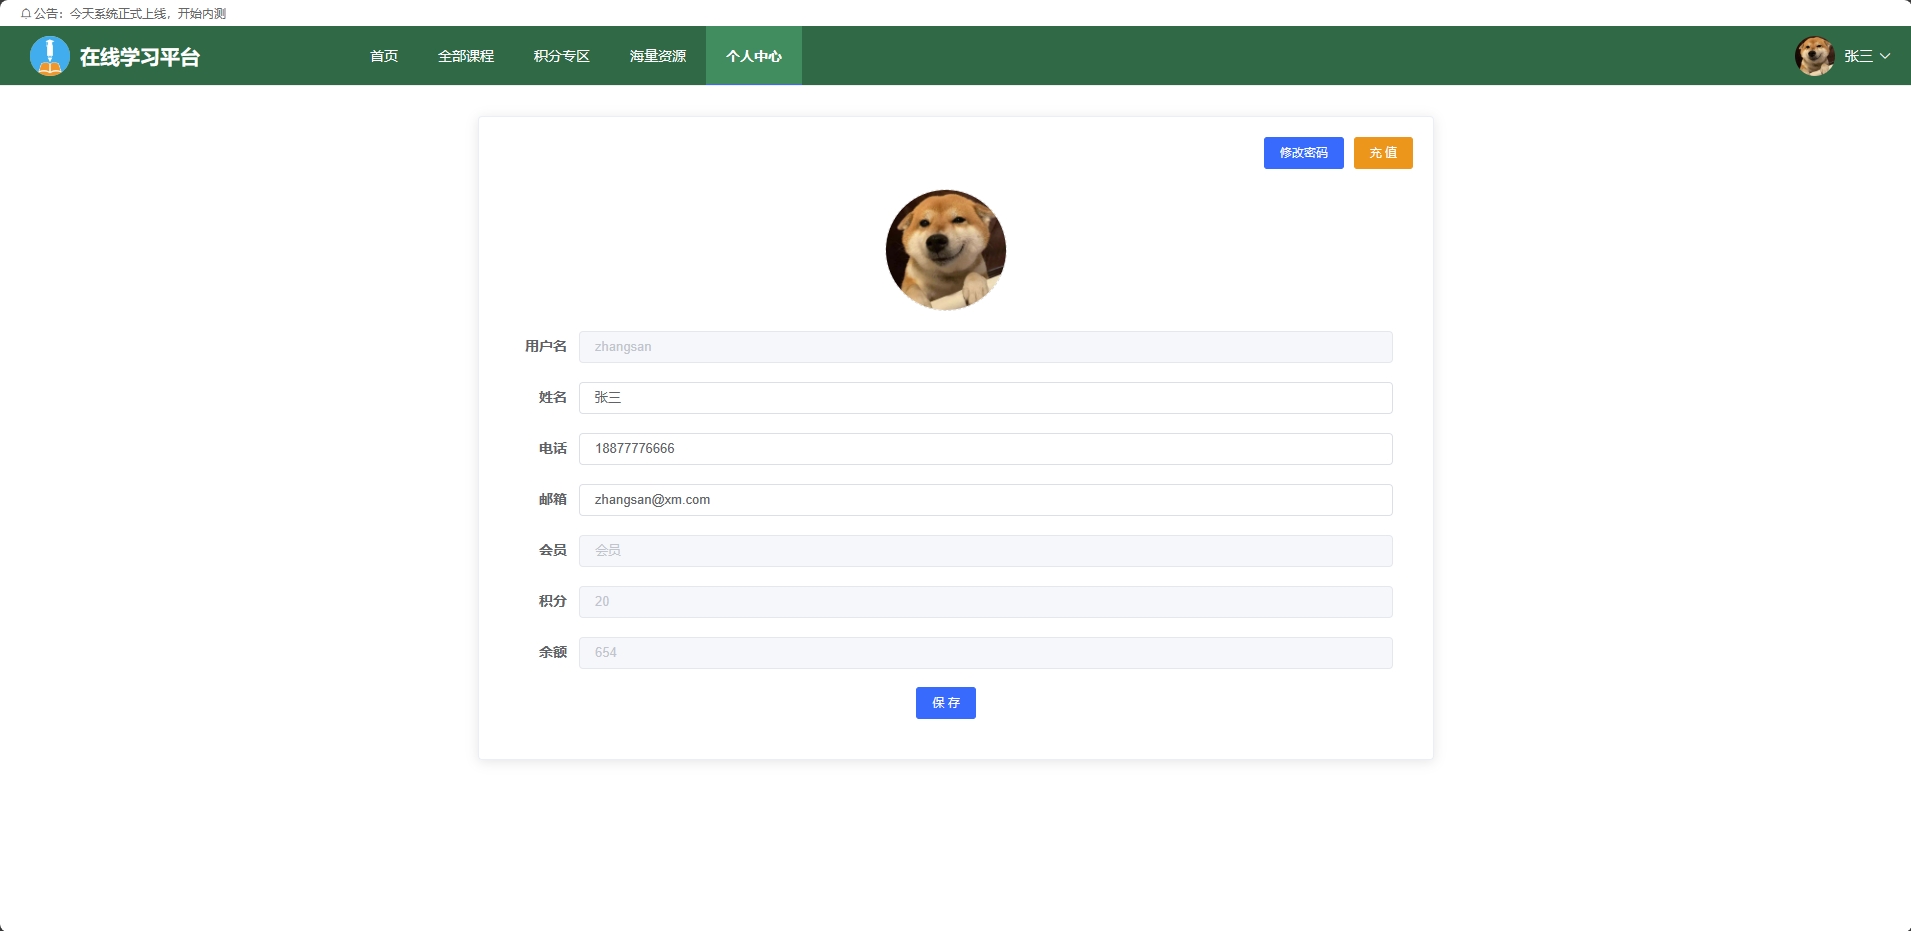 公告：今天系统正式上线，开始内测
在线学习平台 首页 全部课程 积分专区 海量资源 个人中心 张三
修改密码 充 值
用户名 zhangsan
姓名 张三
电话 18877776666
邮箱 zhangsan@xm.com
会员 会员
积分 20
余额 654
保 存